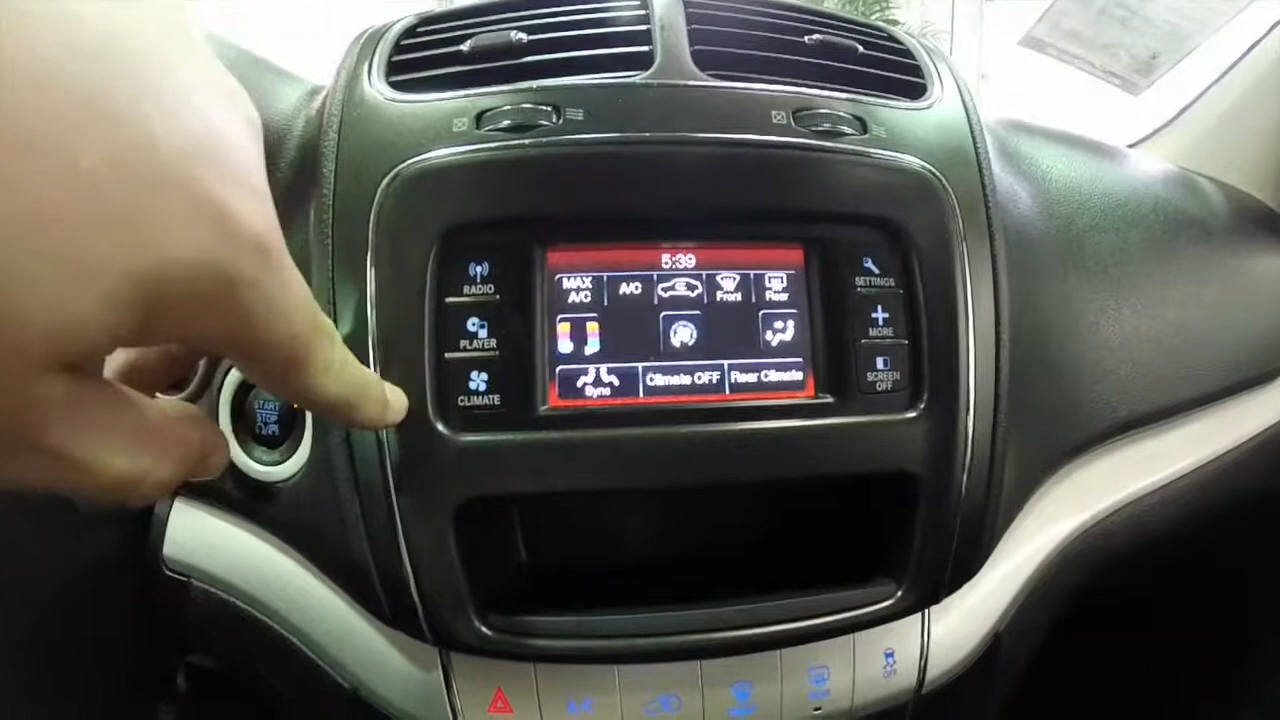 5:39
RADIO
MAX
A/C
A/C
Front
Rear
SETTINGS
PLAYER
MORE
CLIMATE
Sync
Climate OFF
Rear Climate
SCREEN
OFF
START
STOP
OFF